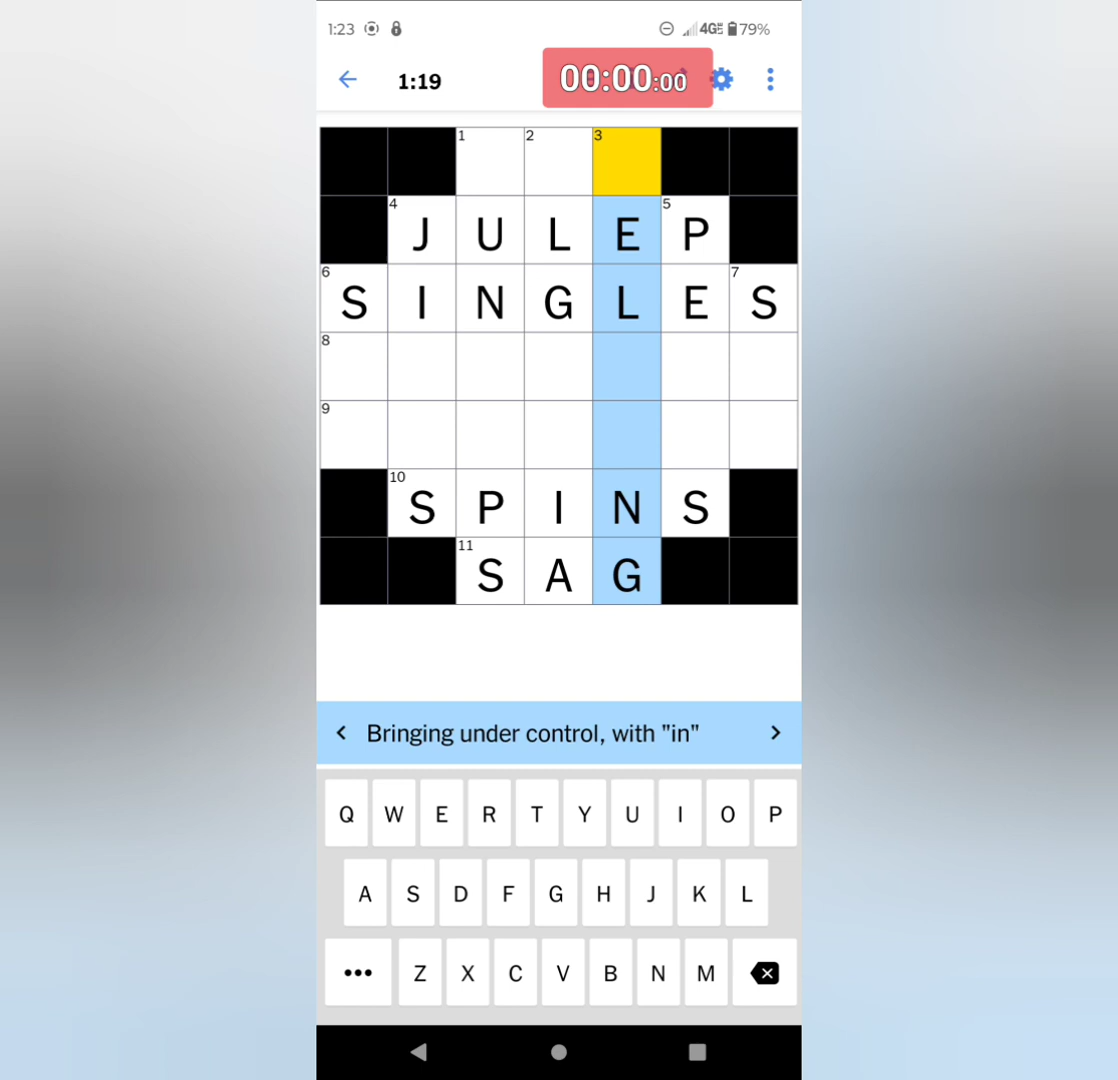 1:23 4GE 79%
1:19 00:00:00
1 2 3
4 J U L E 5 P
6 S I N G L E 7 S
8
9
10 S P I N S
11 S A G
< Bringing under control, with "in" >
Q W E R T Y U I O P
A S D F G H J K L
••• Z X C V B N M